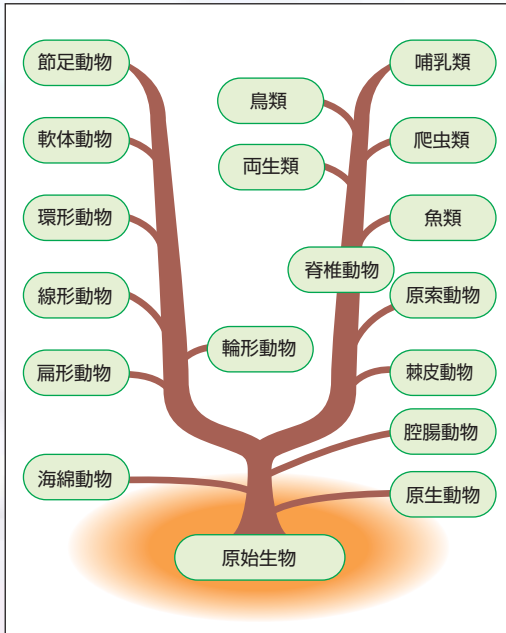 節足動物
哺乳類
鳥類
軟体動物
爬虫類
両生類
環形動物
魚類
脊椎動物
線形動物
原索動物
輪形動物
扁形動物
棘皮動物
腔腸動物
海綿動物
原生動物
原始生物